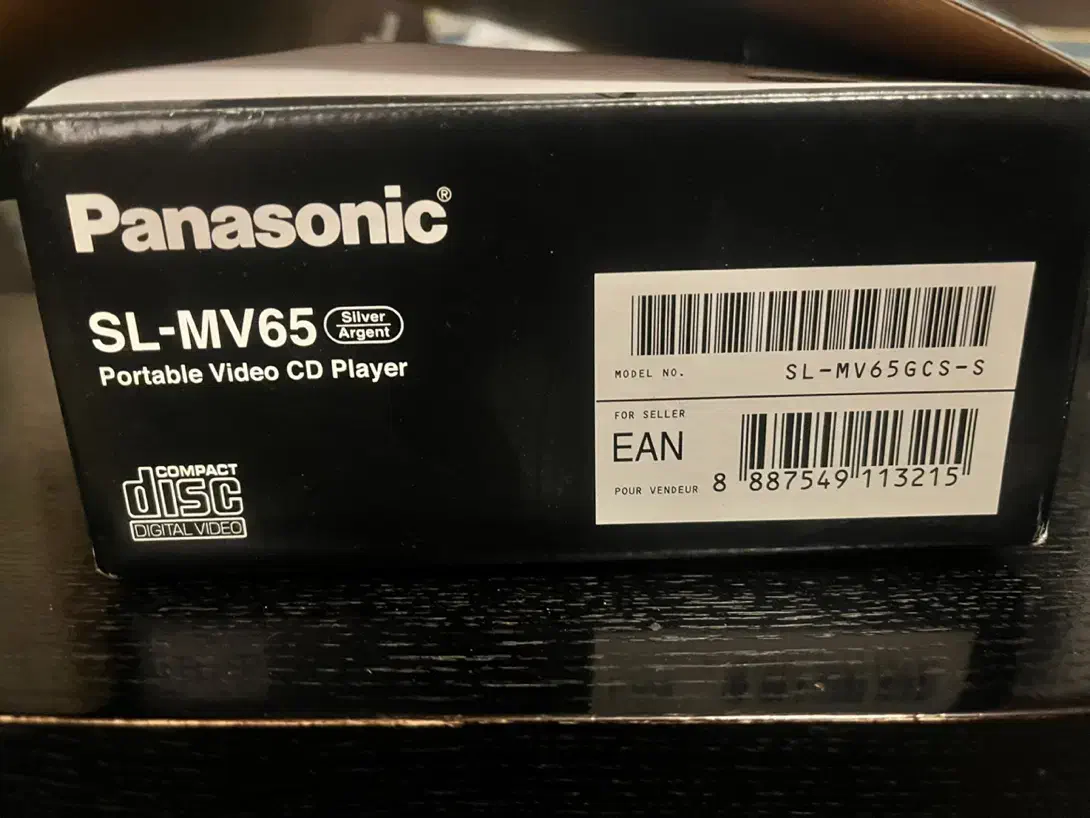 Panasonic®
SL-MV65 Silver Argent
Portable Video CD Player
COMPACT
disc
DIGITAL VIDEO
MODEL NO. SL-MV65GCS-S
FOR SELLER
EAN
POUR VENDEUR 8 887549 113215